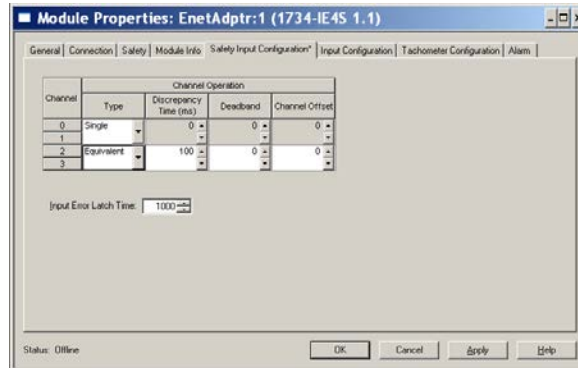 Module Properties: EnetAdptr:1 (1734-IE4S 1.1)
General Connection Safety Module Info Safety Input Configuration* Input Configuration Tachometer Configuration Alarm
Channel Operation
Channel Type Discrepancy Time (ms) Deadband Channel Offset
0 Single 0 0 0
1
2 Equivalent 100 0 0
3
Input Error Latch Time: 1000
Status: Offline OK Cancel Apply Help